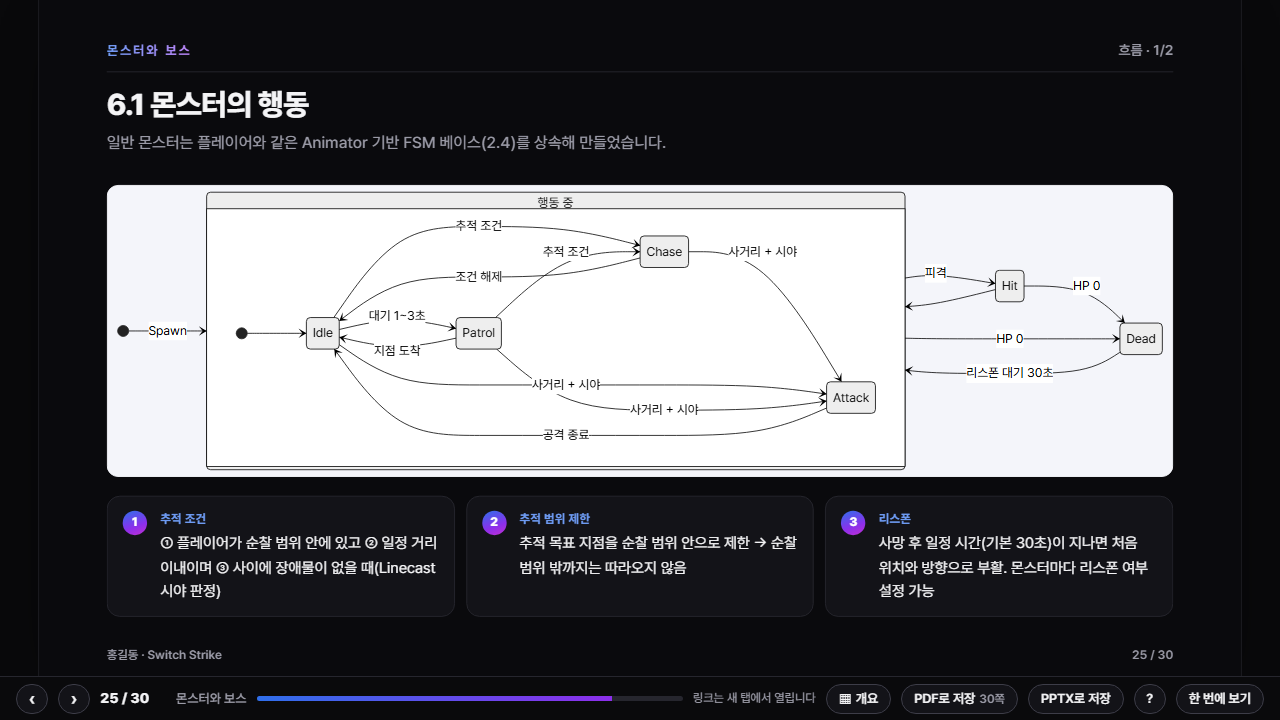 몬스터와 보스
흐름 · 1/2
6.1 몬스터의 행동
일반 몬스터는 플레이어와 같은 Animator 기반 FSM 베이스(2.4)를 상속해 만들었습니다.
행동 중
추적 조건
추적 조건
Chase
사거리 + 시야
조건 해제
피격
Hit
HP 0
Spawn
Idle
대기 1~3초
Patrol
지점 도착
HP 0
Dead
리스폰 대기 30초
사거리 + 시야
Attack
사거리 + 시야
공격 종료
1
추적 조건
① 플레이어가 순찰 범위 안에 있고 ② 일정 거리
이내이며 ③ 사이에 장애물이 없을 때(Linecast
시야 판정)
2
추적 범위 제한
추적 목표 지점을 순찰 범위 안으로 제한 → 순찰
범위 밖까지는 따라오지 않음
3
리스폰
사망 후 일정 시간(기본 30초)이 지나면 처음
위치와 방향으로 부활. 몬스터마다 리스폰 여부
설정 가능
홍길동 · Switch Strike
25 / 30
‹
›
25 / 30
몬스터와 보스
링크는 새 탭에서 열립니다
▦ 개요
PDF로 저장 30쪽
PPTX로 저장
?
한 번에 보기